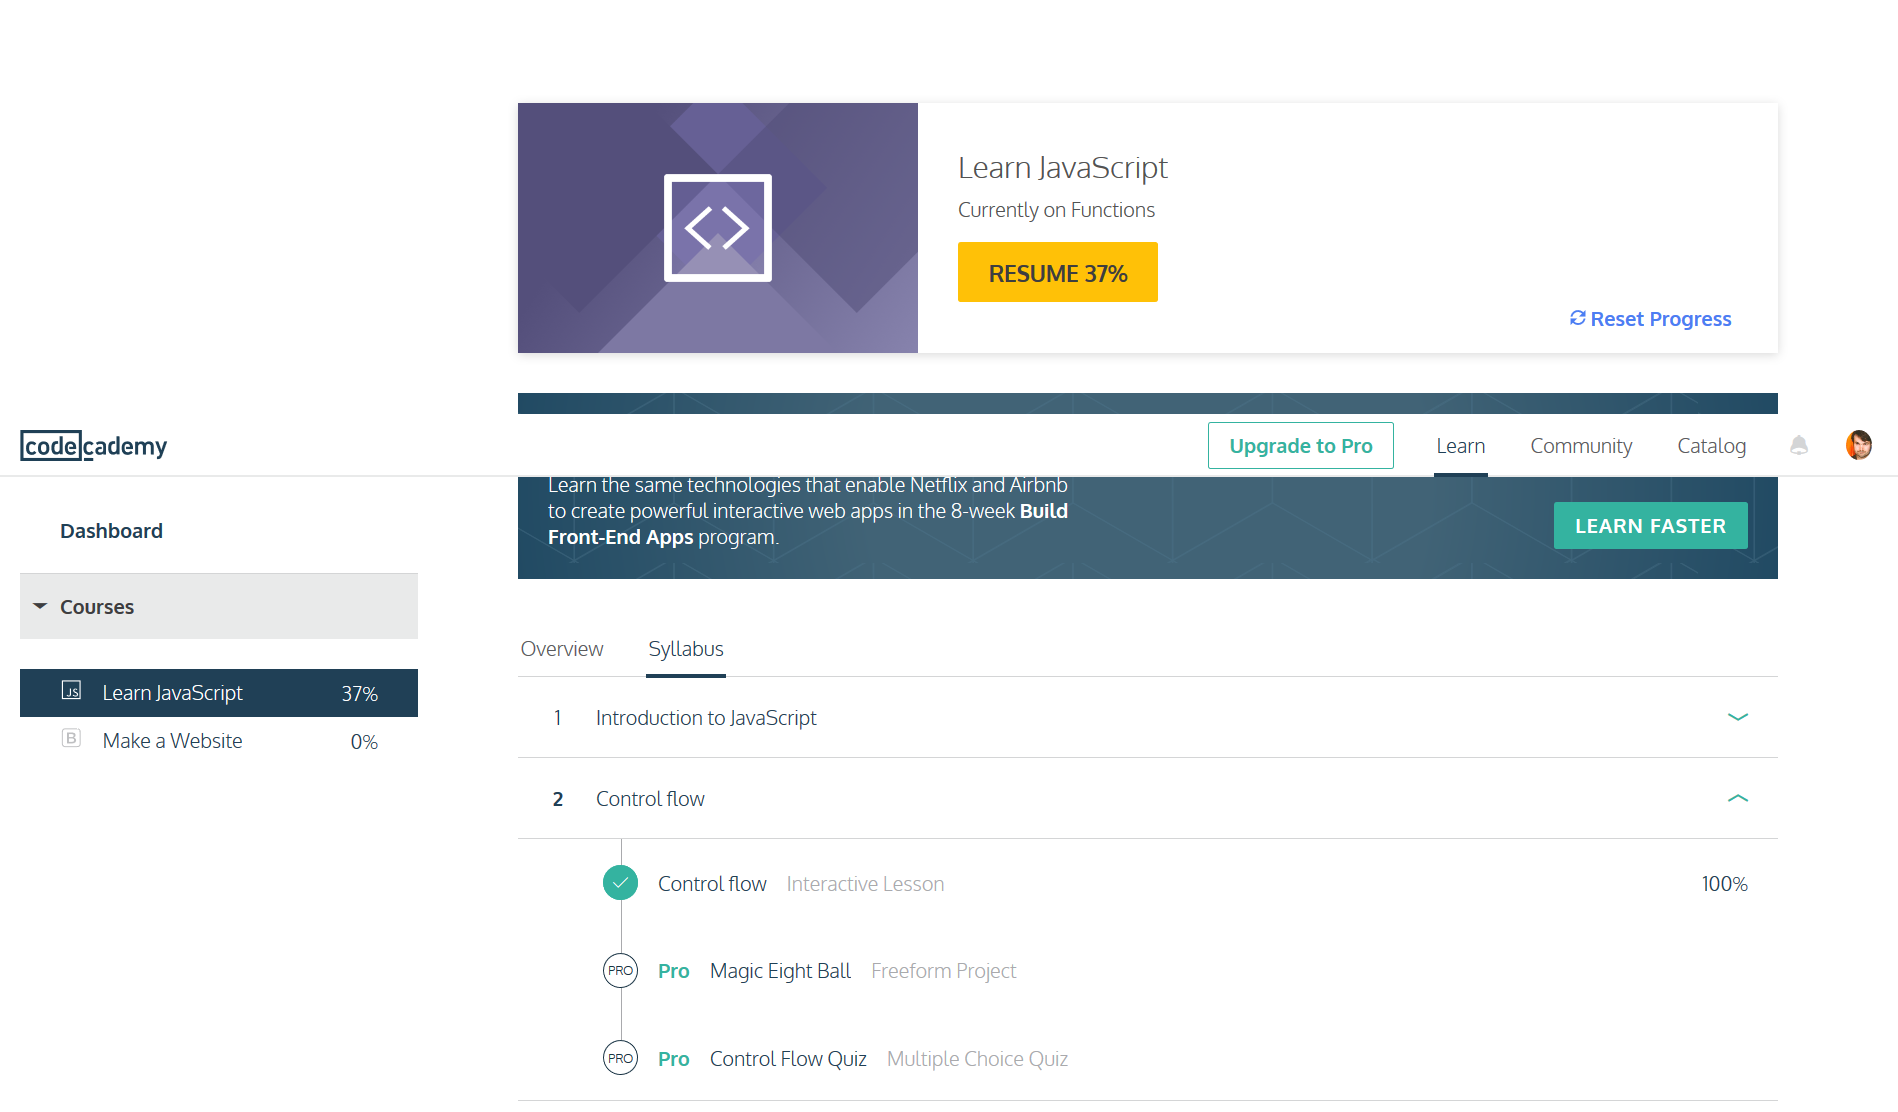 Learn JavaScript
Currently on Functions
RESUME 37%
Reset Progress
codecademy
Upgrade to Pro
Learn
Community
Catalog
Learn the same technologies that enable Netflix and Airbnb
to create powerful interactive web apps in the 8-week Build
Front-End Apps program.
LEARN FASTER
Dashboard
Courses
JS Learn JavaScript 37%
B Make a Website 0%
Overview
Syllabus
1 Introduction to JavaScript
2 Control flow
Control flow Interactive Lesson 100%
PRO Pro Magic Eight Ball Freeform Project
PRO Pro Control Flow Quiz Multiple Choice Quiz